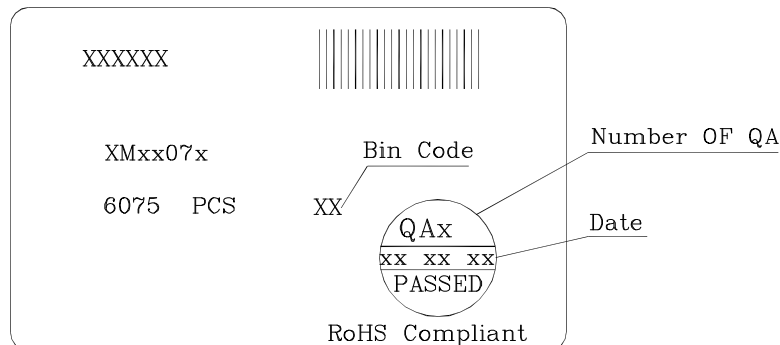 XXXXXX
XMxx07x
Bin Code
Number OF QA
6075 PCS
XX
QAx
Date
xx xx xx
PASSED
RoHS Compliant